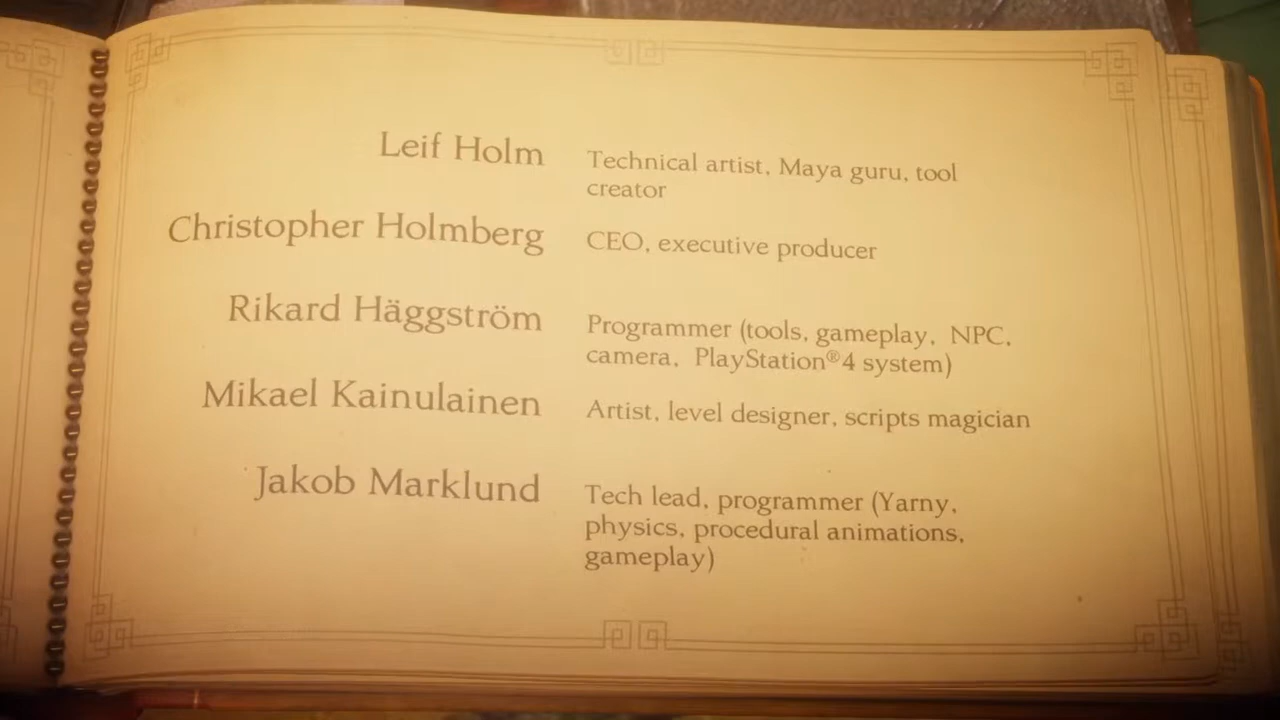 Leif Holm
Technical artist, Maya guru, tool
creator
Christopher Holmberg
CEO, executive producer
Rikard Häggström
Programmer (tools, gameplay, NPC,
camera, PlayStation®4 system)
Mikael Kainulainen
Artist, level designer, scripts magician
Jakob Marklund
Tech lead, programmer (Yarny,
physics, procedural animations,
gameplay)